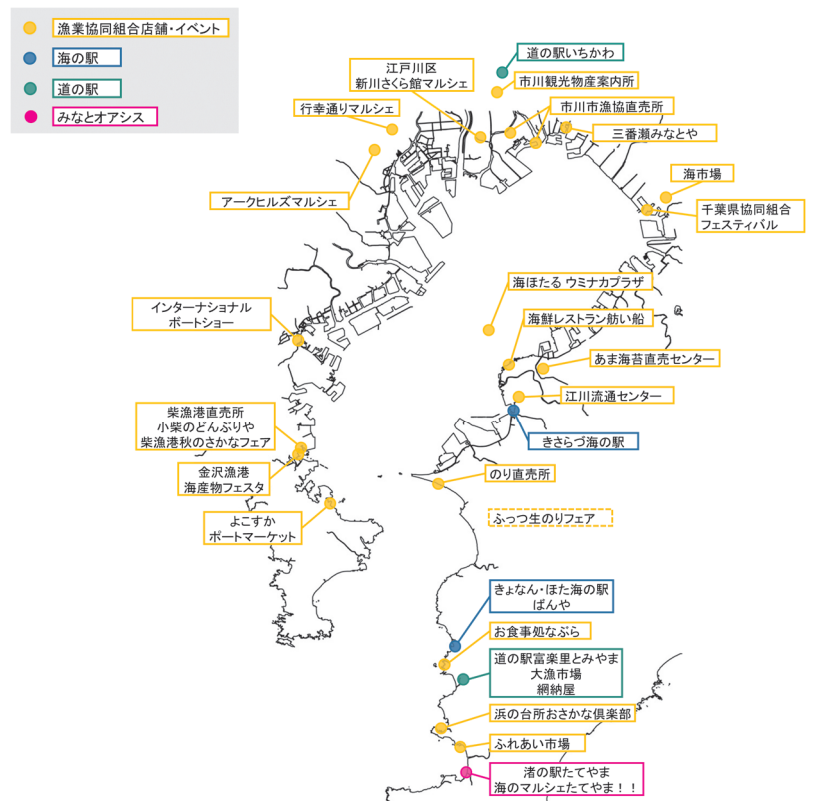 漁業協同組合店舗・イベント
海の駅
道の駅
みなとオアシス
道の駅いちかわ
江戸川区
新川さくら館マルシェ
市川観光物産案内所
行幸通りマルシェ
市川市漁協直売所
三番瀬みなとや
アークヒルズマルシェ
海市場
千葉県協同組合
フェスティバル
海ほたる ウミナカプラザ
インターナショナル
ボートショー
海鮮レストラン舫い船
あま海苔直売センター
江川流通センター
柴漁港直売所
小柴のどんぶりや
柴漁港秋のさかなフェア
きさらづ海の駅
金沢漁港
海産物フェスタ
のり直売所
よこすか
ポートマーケット
ふっつ生のりフェア
きょなん・ほた海の駅
ばんや
お食事処なぶら
道の駅富楽里とみやま
大漁市場
網納屋
浜の台所おさかな倶楽部
ふれあい市場
渚の駅たてやま
海のマルシェたてやま！！